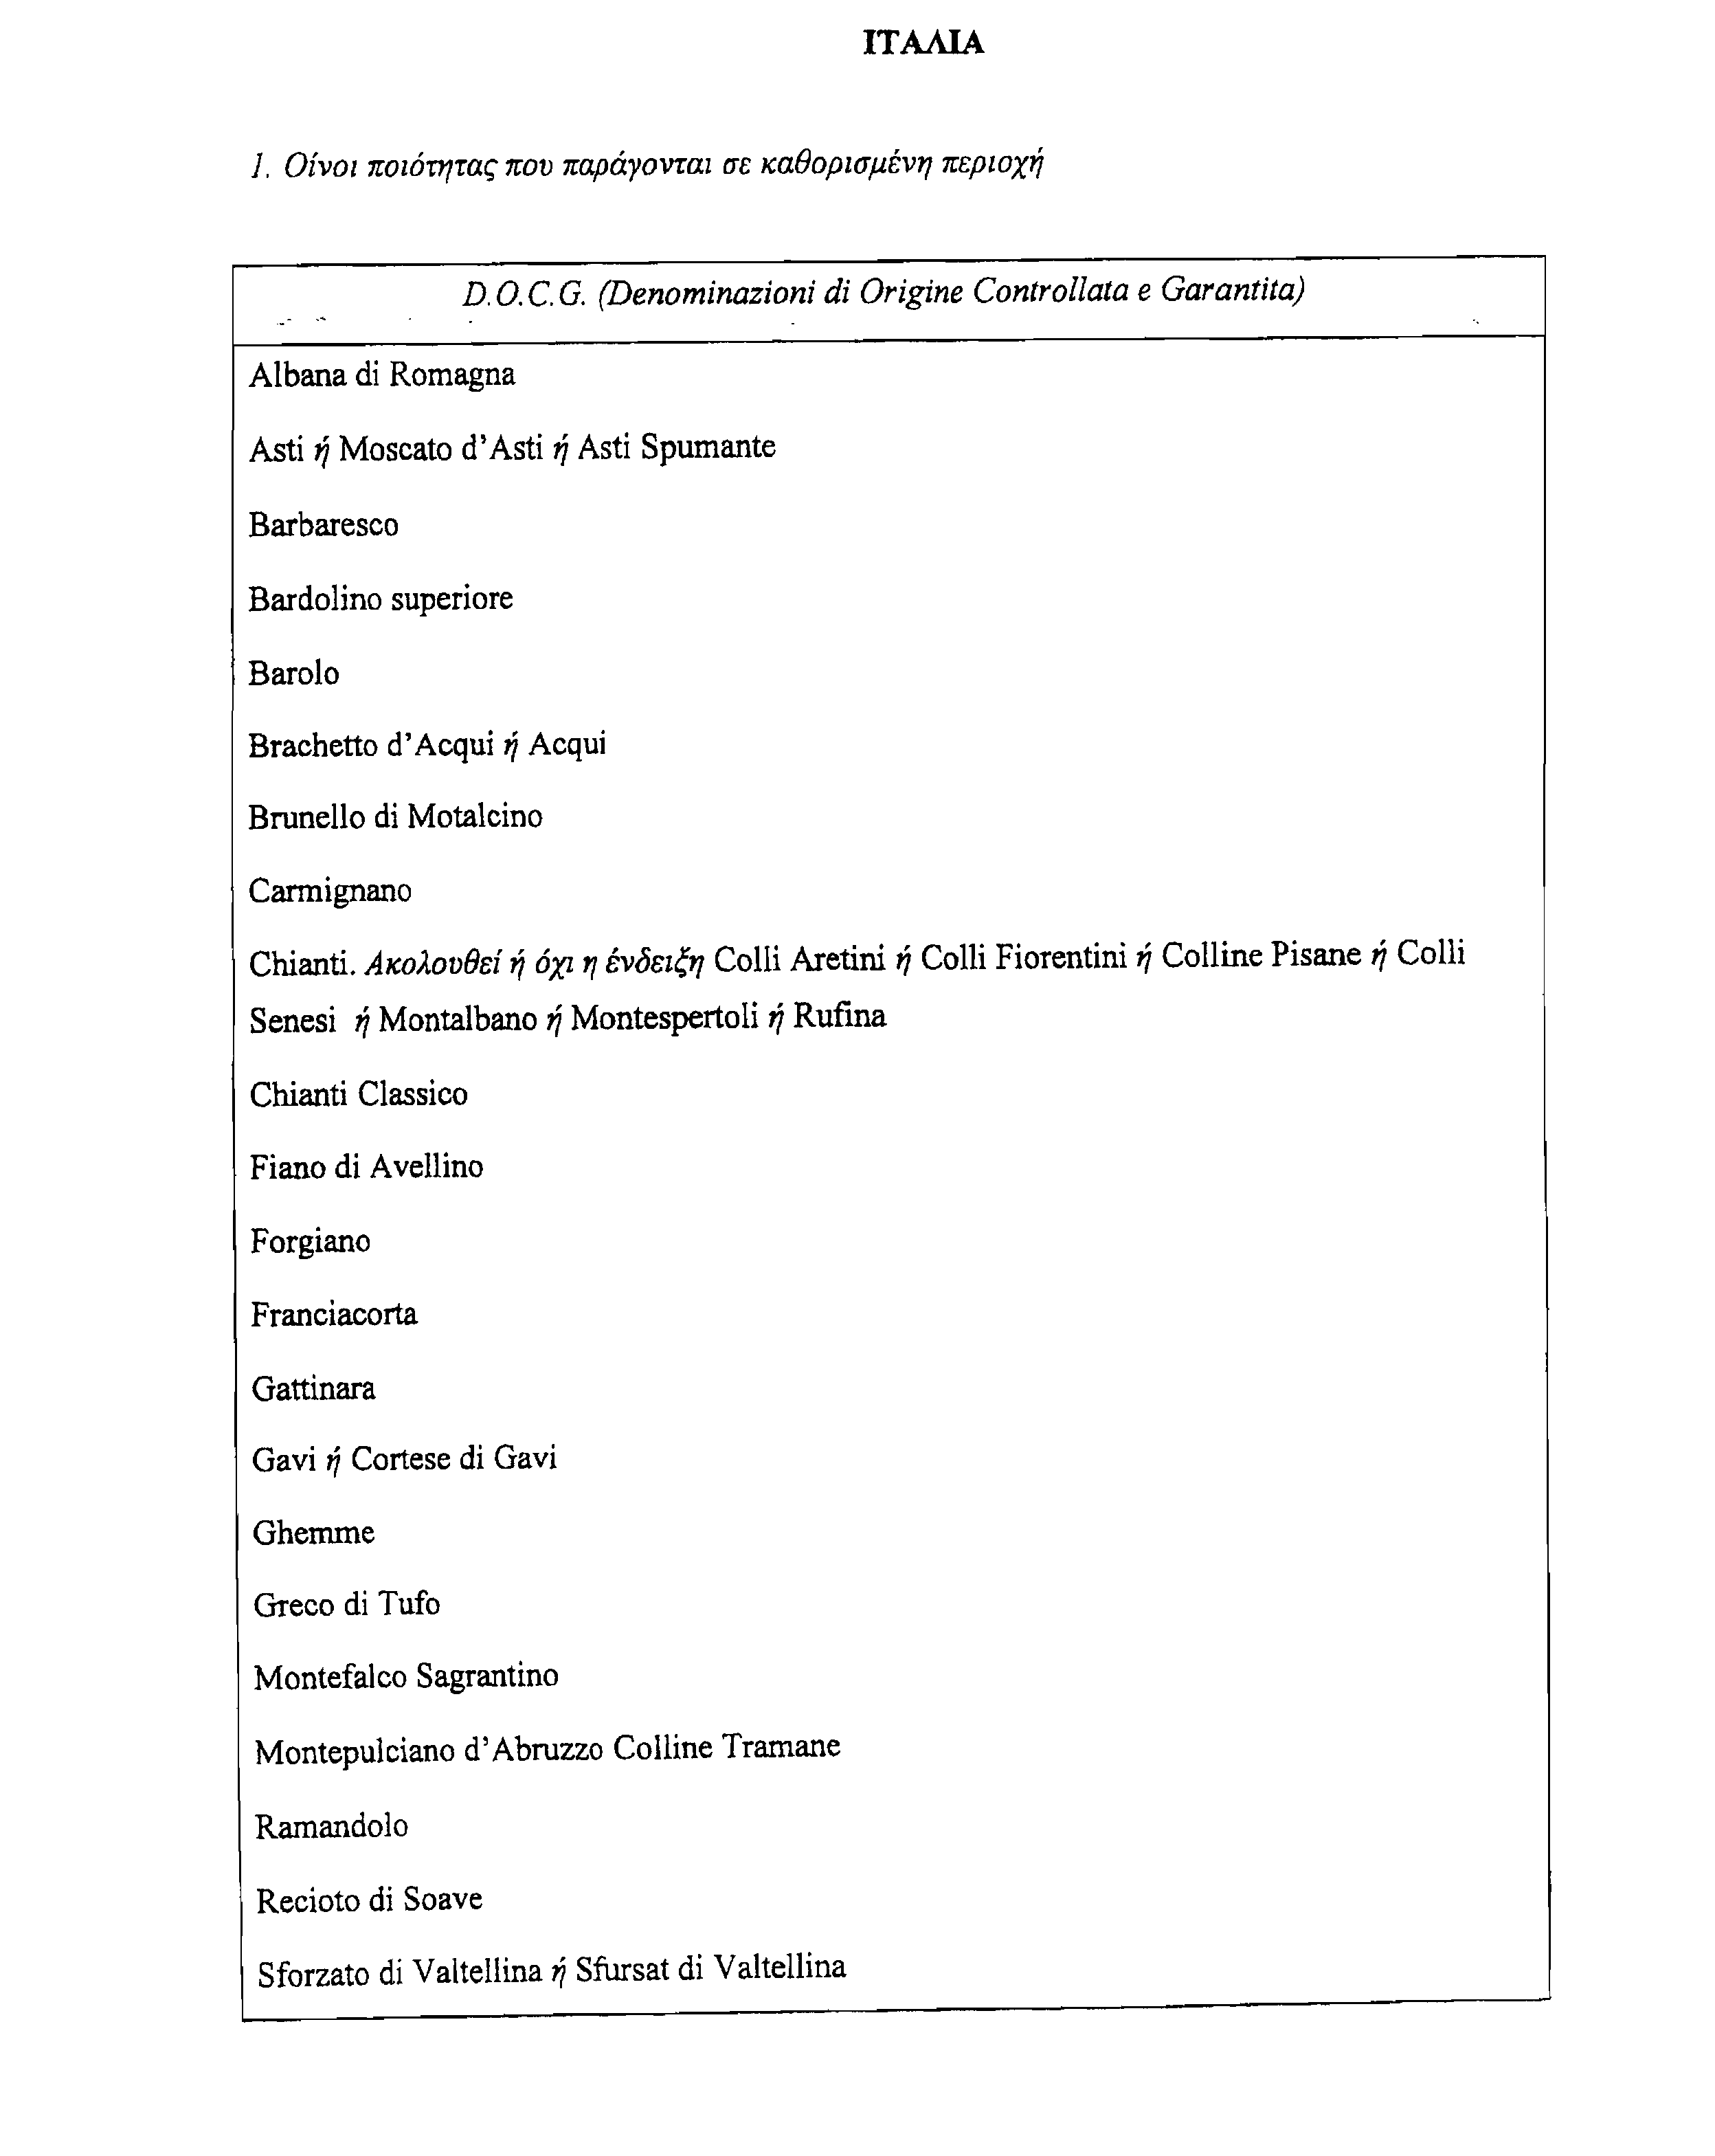 ΙΤΑΛΙΑ
1. Οίνοι ποιότητας που παράγονται σε καθορισμένη περιοχή
D.O.C.G. (Denominazioni di Origine Controllata e Garantita)
Albana di Romagna
Asti ή Moscato d’Asti ή Asti Spumante
Barbaresco
Bardolino superiore
Barolo
Brachetto d’Acqui ή Acqui
Brunello di Motalcino
Carmignano
Chianti. Ακολουθεί ή όχι η ένδειξη Colli Aretini ή Colli Fiorentini ή Colline Pisane ή Colli
Senesi ή Montalbano ή Montespertoli ή Rufina
Chianti Classico
Fiano di Avellino
Forgiano
Franciacorta
Gattinara
Gavi ή Cortese di Gavi
Ghemme
Greco di Tufo
Montefalco Sagrantino
Montepulciano d’Abruzzo Colline Tramane
Ramandolo
Recioto di Soave
Sforzato di Valtellina ή Sfursat di Valtellina